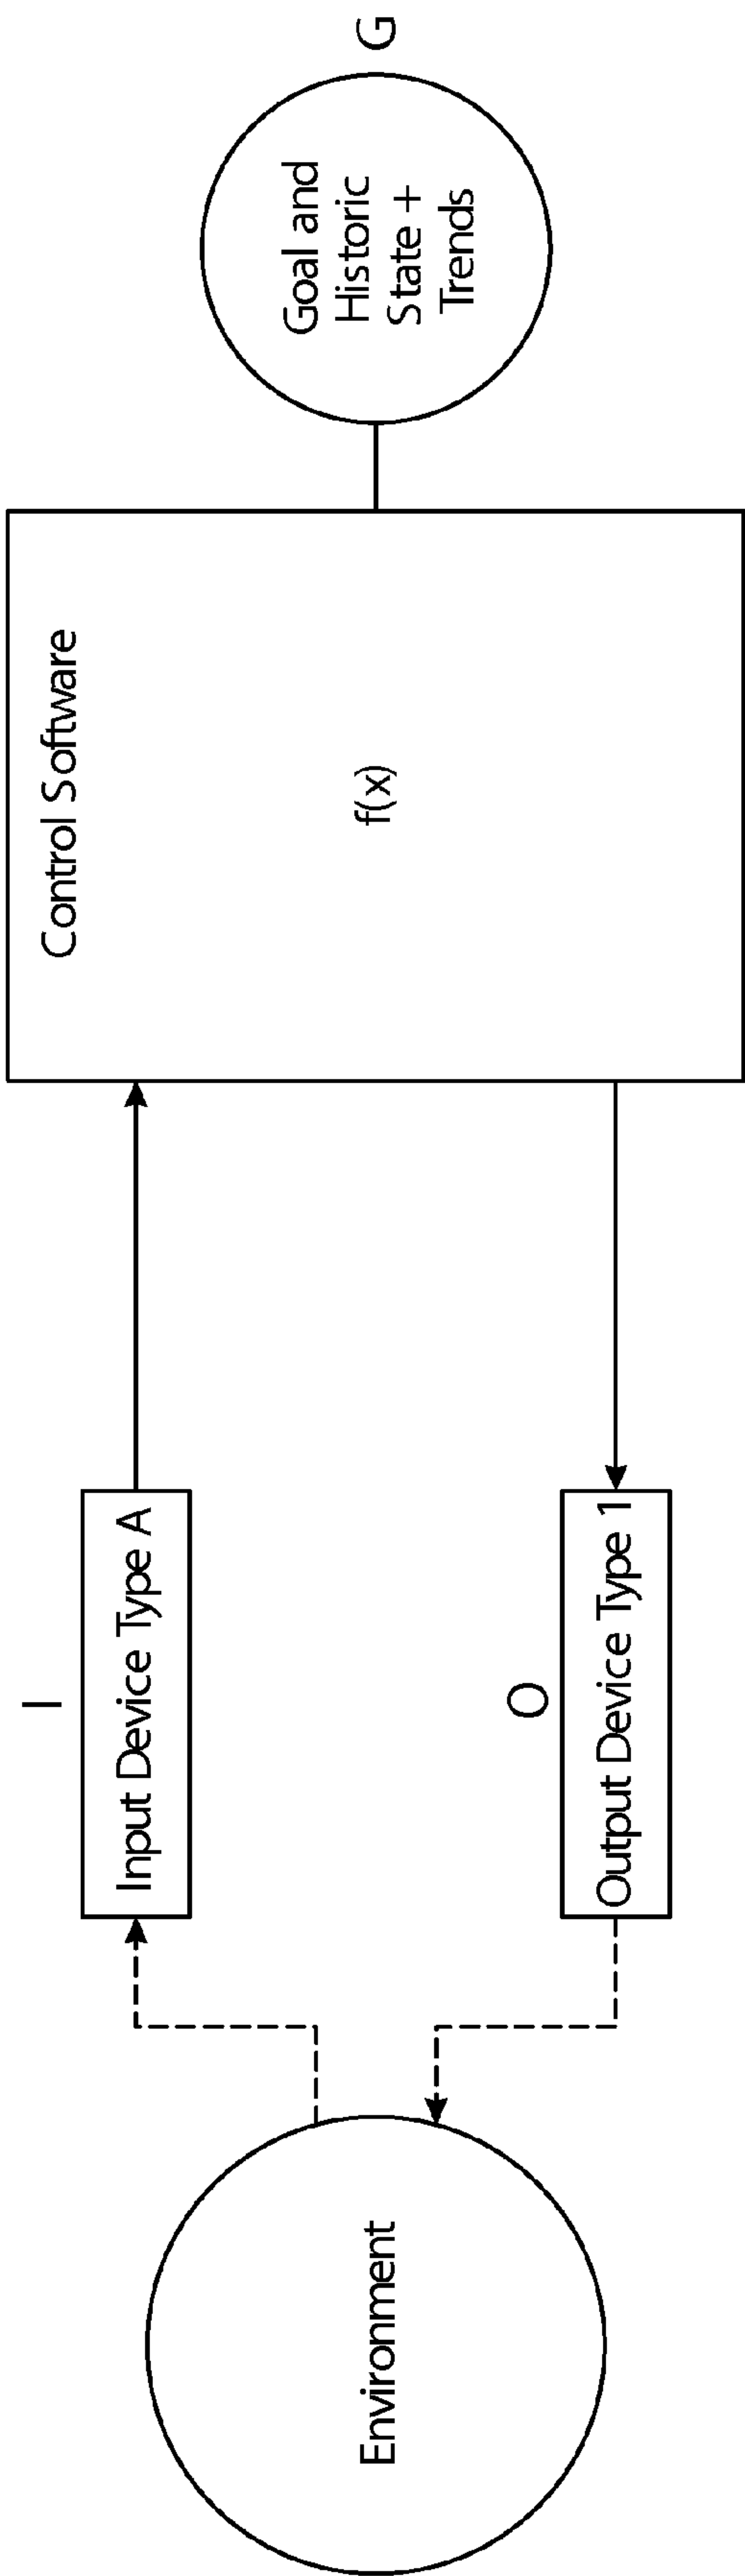 I
Input Device Type A
Environment
O
Output Device Type 1
Control Software
f(x)
Goal and
Historic
State +
Trends
G